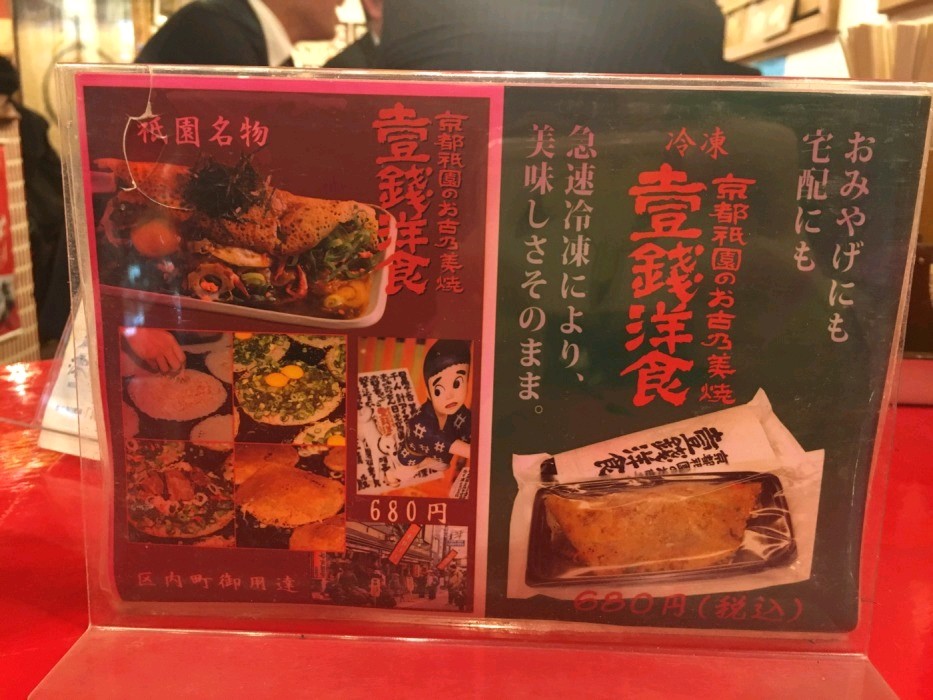 祇園名物
京都祇園のお古乃美焼
壹錢洋食
680円
区内町御用達
おみやげにも
宅配にも
冷凍
京都祇園のお古乃美焼
壹錢洋食
急速冷凍により、
美味しさそのまま。
壹錢洋食
680円(税込)